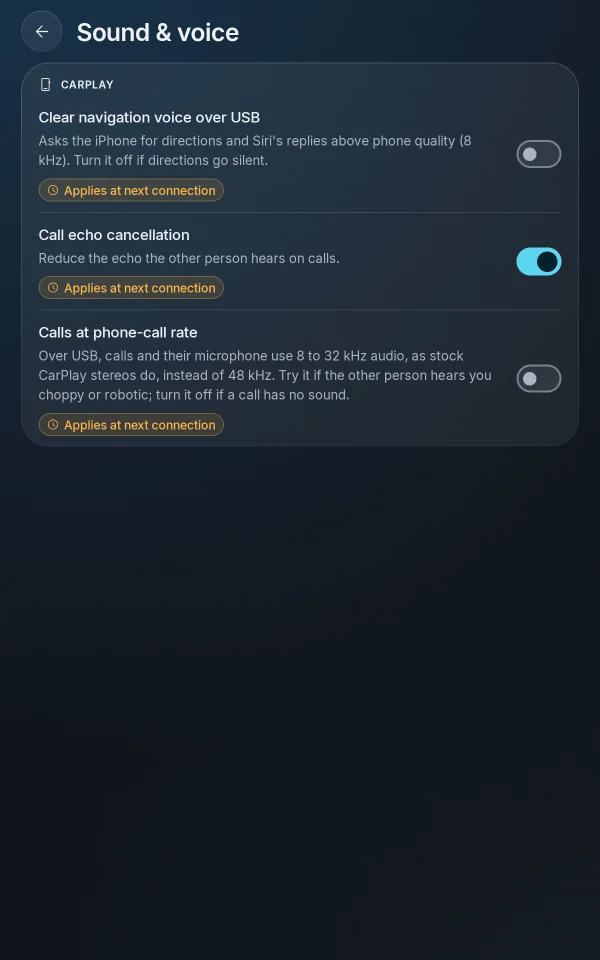 Sound & voice
CARPLAY
Clear navigation voice over USB
Asks the iPhone for directions and Siri's replies above phone quality (8
kHz). Turn it off if directions go silent.
Applies at next connection
Call echo cancellation
Reduce the echo the other person hears on calls.
Applies at next connection
Calls at phone-call rate
Over USB, calls and their microphone use 8 to 32 kHz audio, as stock
CarPlay stereos do, instead of 48 kHz. Try it if the other person hears you
choppy or robotic; turn it off if a call has no sound.
Applies at next connection